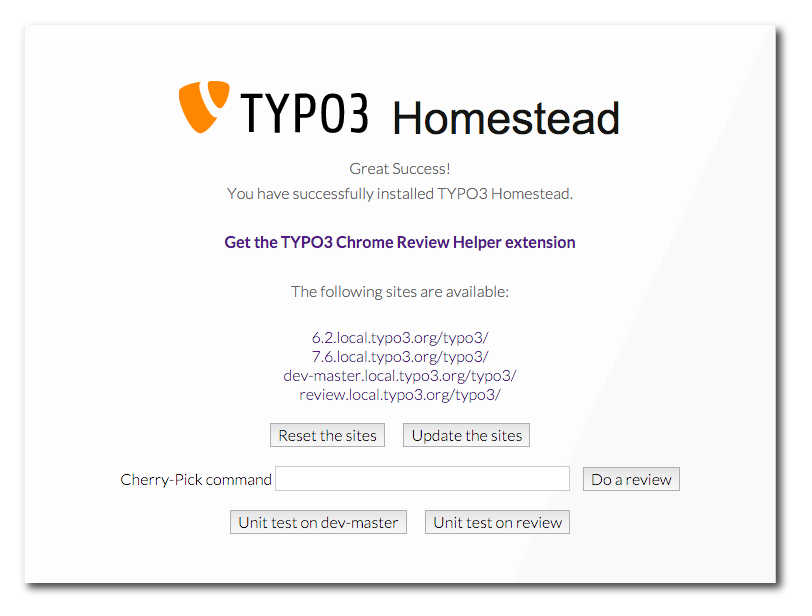 TYPO3 Homestead
Great Success!
You have successfully installed TYPO3 Homestead.
Get the TYPO3 Chrome Review Helper extension
The following sites are available:
6.2.local.typo3.org/typo3/
7.6.local.typo3.org/typo3/
dev-master.local.typo3.org/typo3/
review.local.typo3.org/typo3/
Reset the sites Update the sites
Cherry-Pick command Do a review
Unit test on dev-master Unit test on review